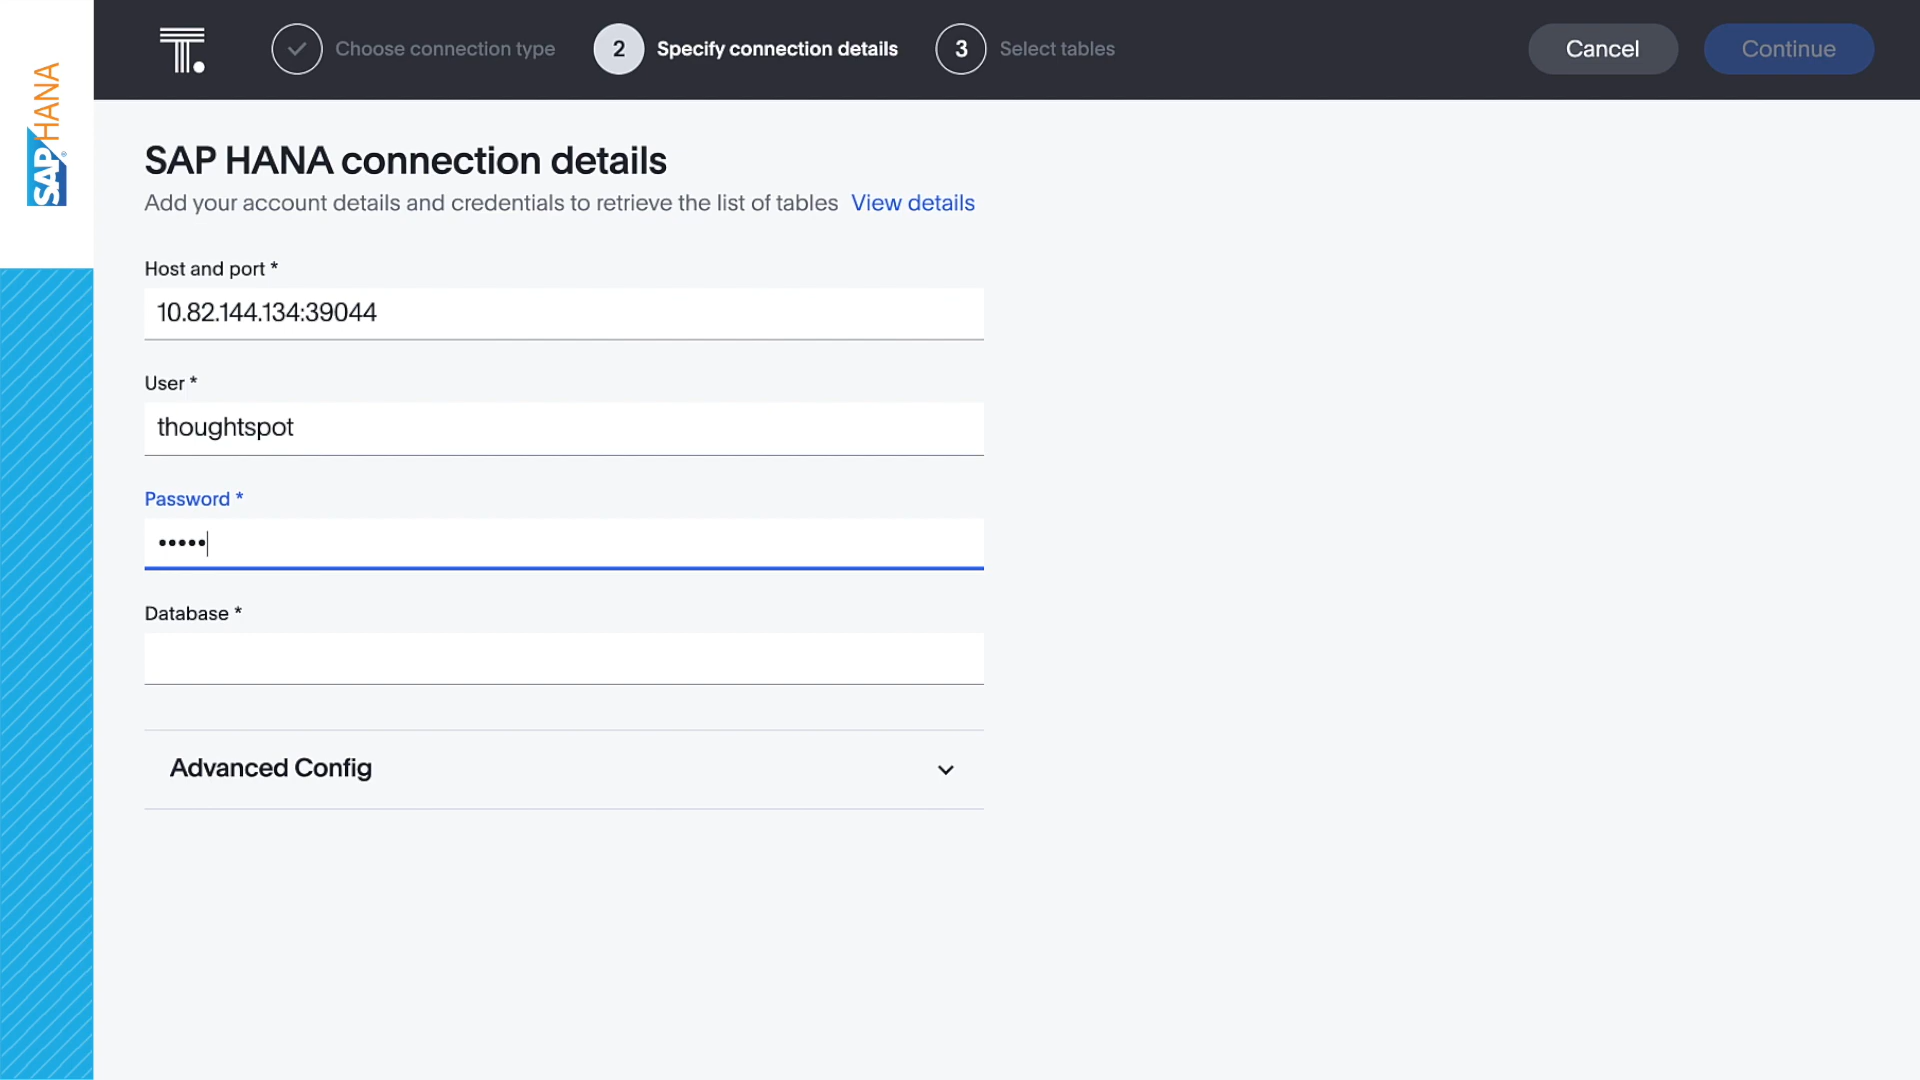 SAP HANA
✓ Choose connection type 2 Specify connection details 3 Select tables Cancel Continue
SAP HANA connection details
Add your account details and credentials to retrieve the list of tables View details
Host and port *
10.82.144.134:39044
User *
thoughtspot
Password *
•••••
Database *
Advanced Config